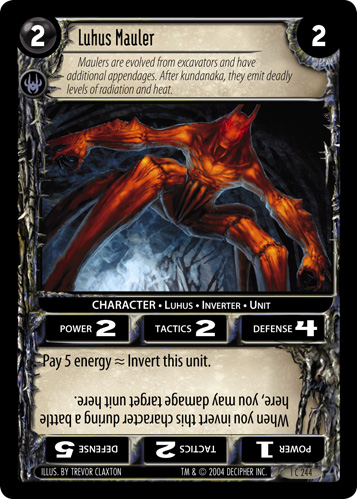 2
Luhus Mauler
2
Maulers are evolved from excavators and have
additional appendages. After kundanaka, they emit deadly
levels of radiation and heat.
CHARACTER • LUHUS • INVERTER • UNIT
POWER 2 TACTICS 2 DEFENSE 4
Pay 5 energy ≈ Invert this unit.
When you invert this character during a battle
here, you may damage target unit here.
POWER 1 TACTICS 2 DEFENSE 5
ILLUS. BY TREVOR CLAXTON TM & © 2004 DECIPHER INC. 1 C 244